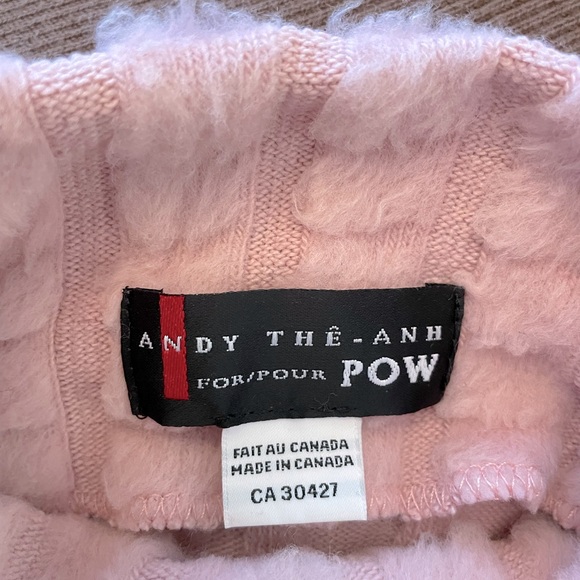 ANDY THÊ-ANH
FOR/POUR POW
FAIT AU CANADA
MADE IN CANADA
CA 30427